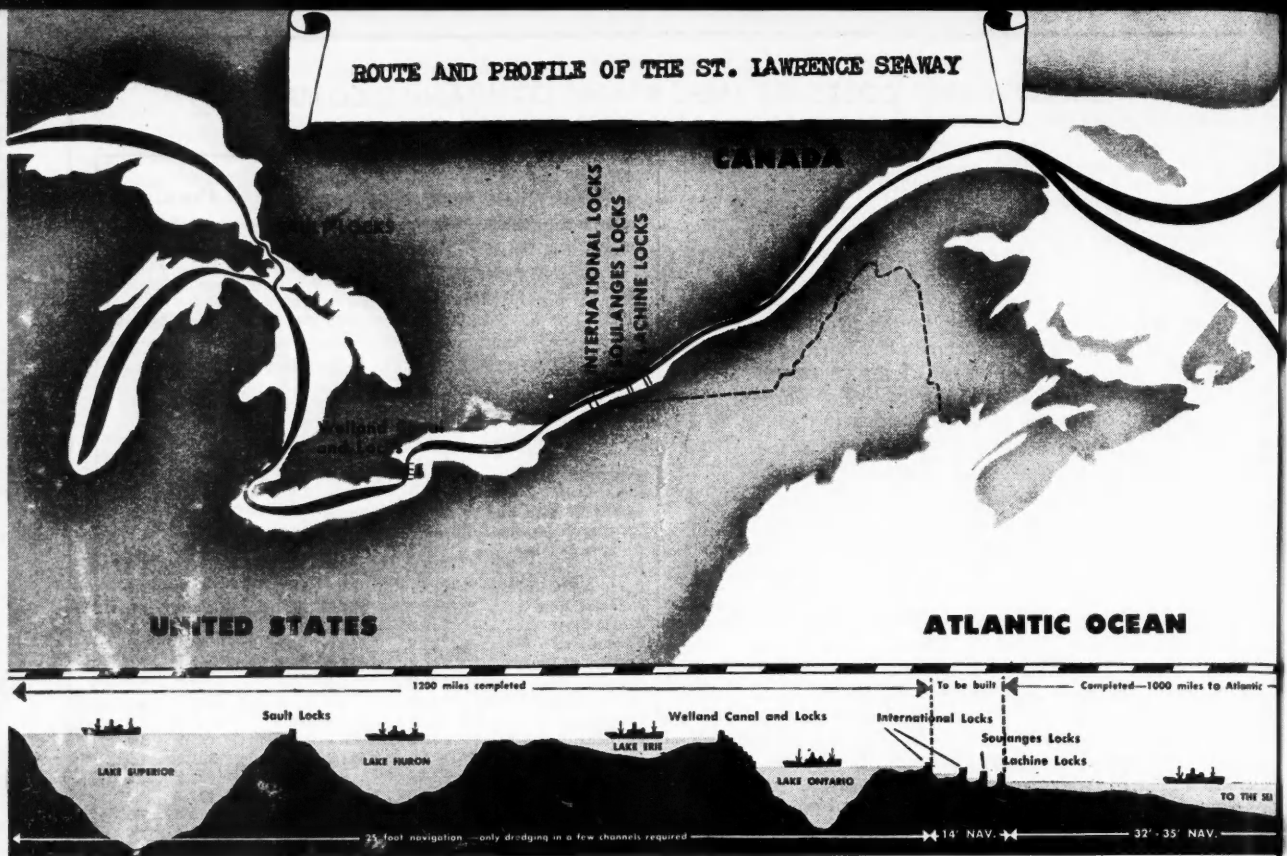 ROUTE AND PROFILE OF THE ST. LAWRENCE SEAWAY
CANADA
INTERNATIONAL LOCKS
SOULANGES LOCKS
LACHINE LOCKS
LOCKS
Welland
and
UNITED STATES
ATLANTIC OCEAN
1200 miles completed
To be built
Completed—1000 miles to Atlantic
Sault Locks
Welland Canal and Locks
International Locks
Soulanges Locks
Lachine Locks
LAKE SUPERIOR
LAKE HURON
LAKE ERIE
LAKE ONTARIO
TO THE SEA
25 foot navigation—only dredging in a few channels required
14' NAV.
32'-35' NAV.